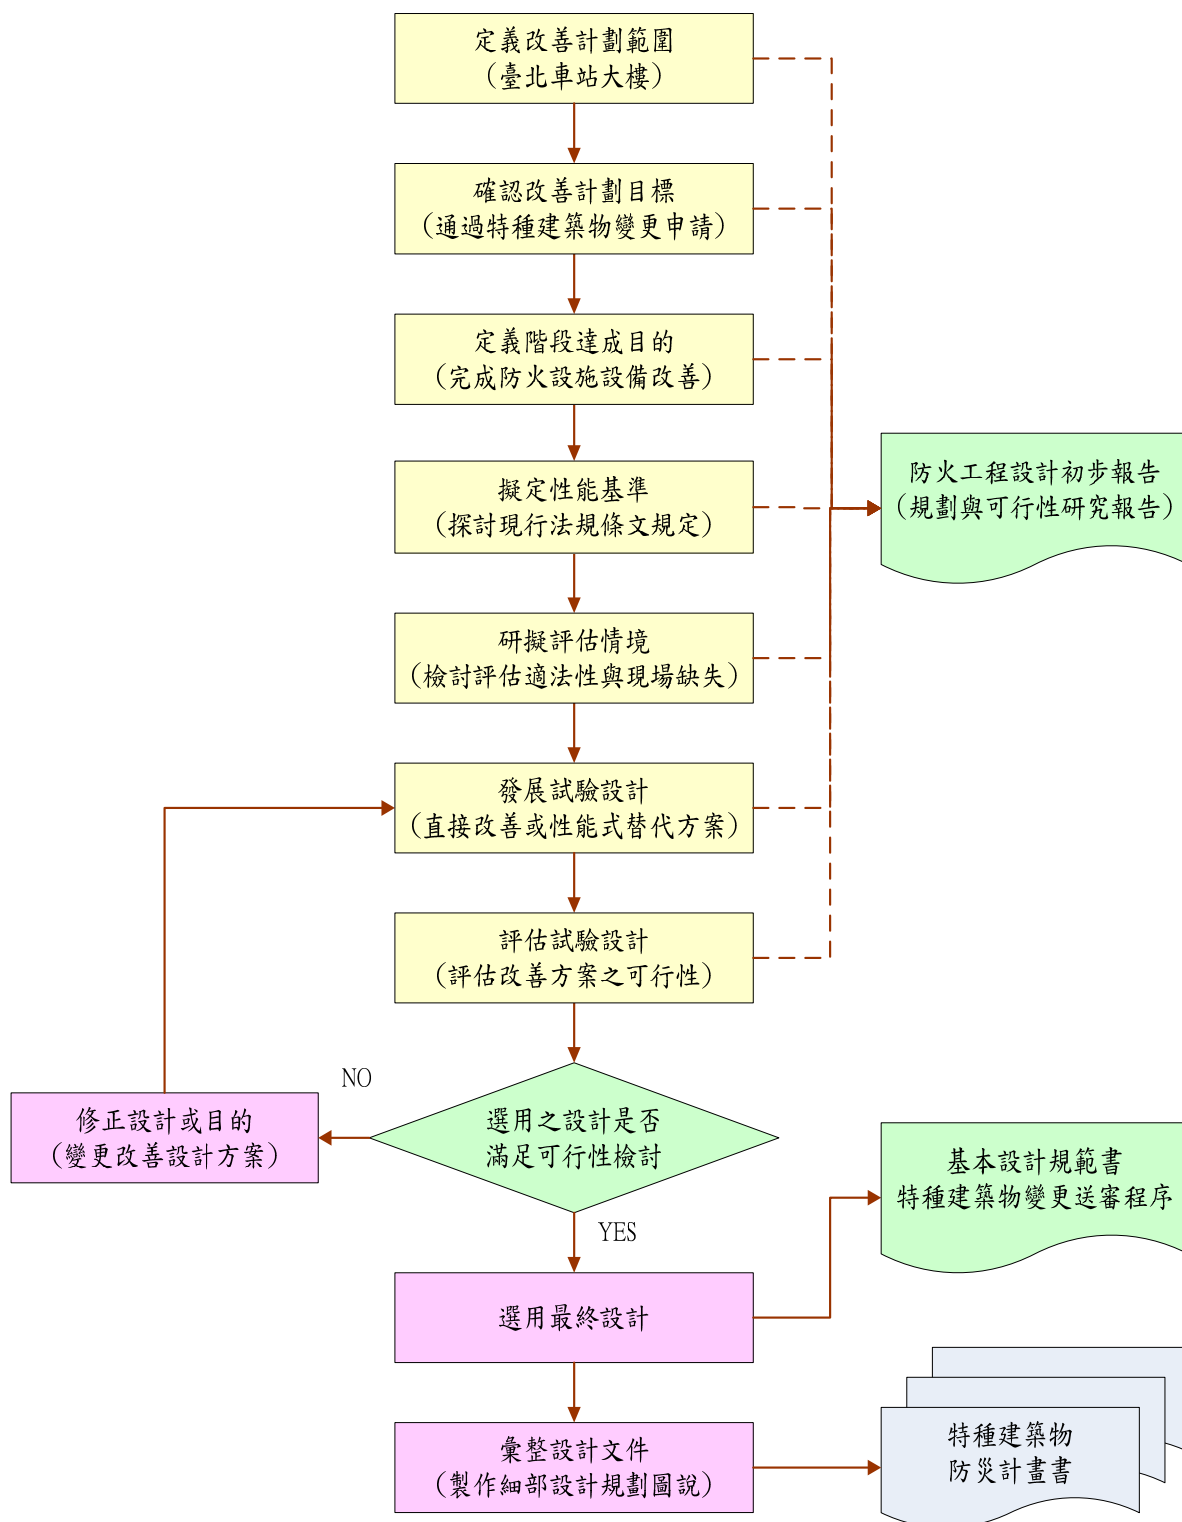 定義改善計劃範圍
（臺北車站大樓）
確認改善計劃目標
（通過特種建築物變更申請）
定義階段達成目的
（完成防火設施設備改善）
擬定性能基準
（探討現行法規條文規定）
防火工程設計初步報告
（規劃與可行性研究報告）
研擬評估情境
（檢討評估適法性與現場缺失）
發展試驗設計
（直接改善或性能式替代方案）
評估試驗設計
（評估改善方案之可行性）
NO
選用之設計是否
滿足可行性檢討
修正設計或目的
（變更改善設計方案）
YES
基本設計規範書
特種建築物變更送審程序
選用最終設計
彙整設計文件
（製作細部設計規劃圖說）
特種建築物
防災計畫書